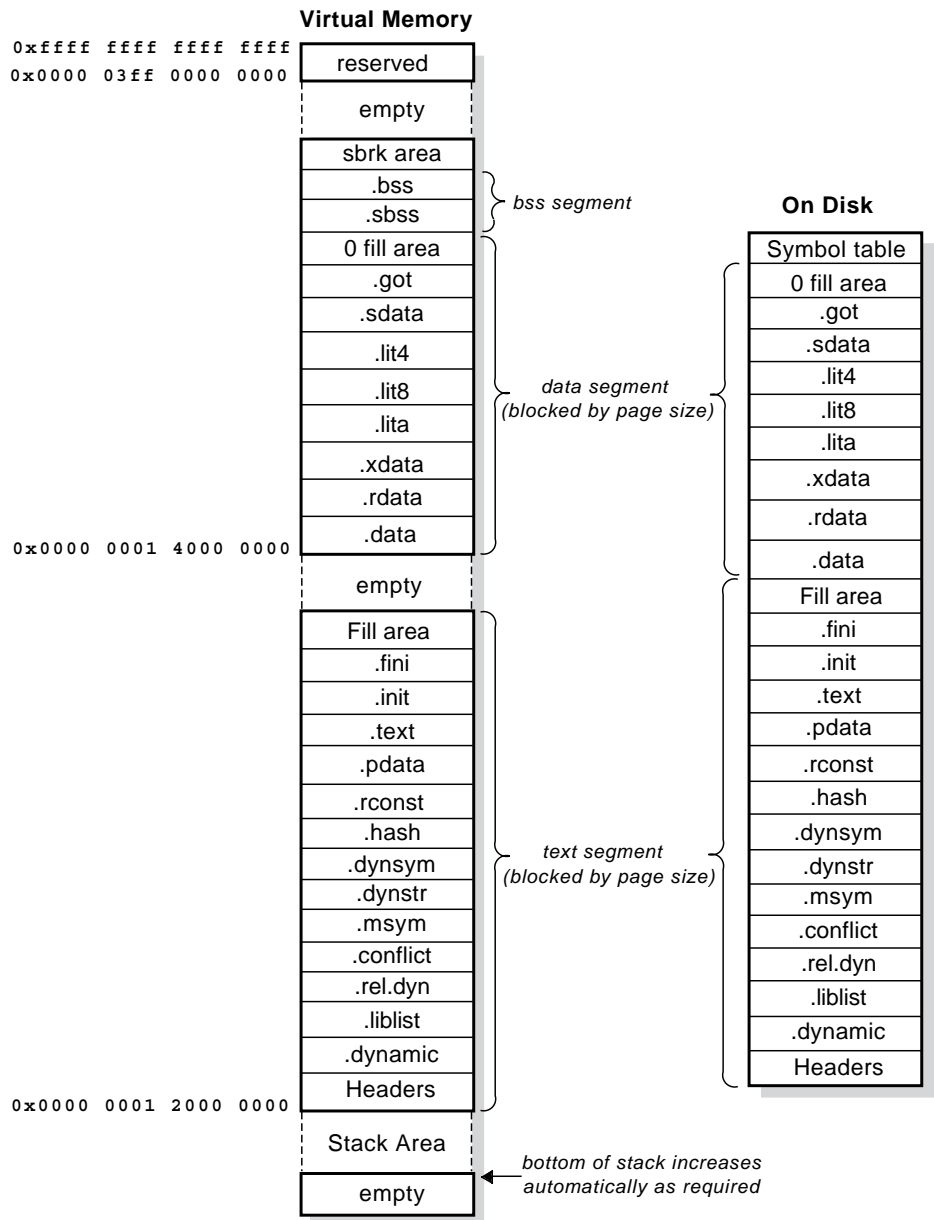 Virtual Memory
0xffff ffff ffff ffff
0x0000 03ff 0000 0000
reserved
empty
sbrk area
.bss
.sbss
bss segment
0 fill area
.got
.sdata
.lit4
.lit8
.lita
.xdata
.rdata
.data
data segment
(blocked by page size)
0x0000 0001 4000 0000
empty
Fill area
.fini
.init
.text
.pdata
.rconst
.hash
.dynsym
.dynstr
.msym
.conflict
.rel.dyn
.liblist
.dynamic
Headers
text segment
(blocked by page size)
0x0000 0001 2000 0000
Stack Area
empty
bottom of stack increases
automatically as required
On Disk
Symbol table
0 fill area
.got
.sdata
.lit4
.lit8
.lita
.xdata
.rdata
.data
Fill area
.fini
.init
.text
.pdata
.rconst
.hash
.dynsym
.dynstr
.msym
.conflict
.rel.dyn
.liblist
.dynamic
Headers